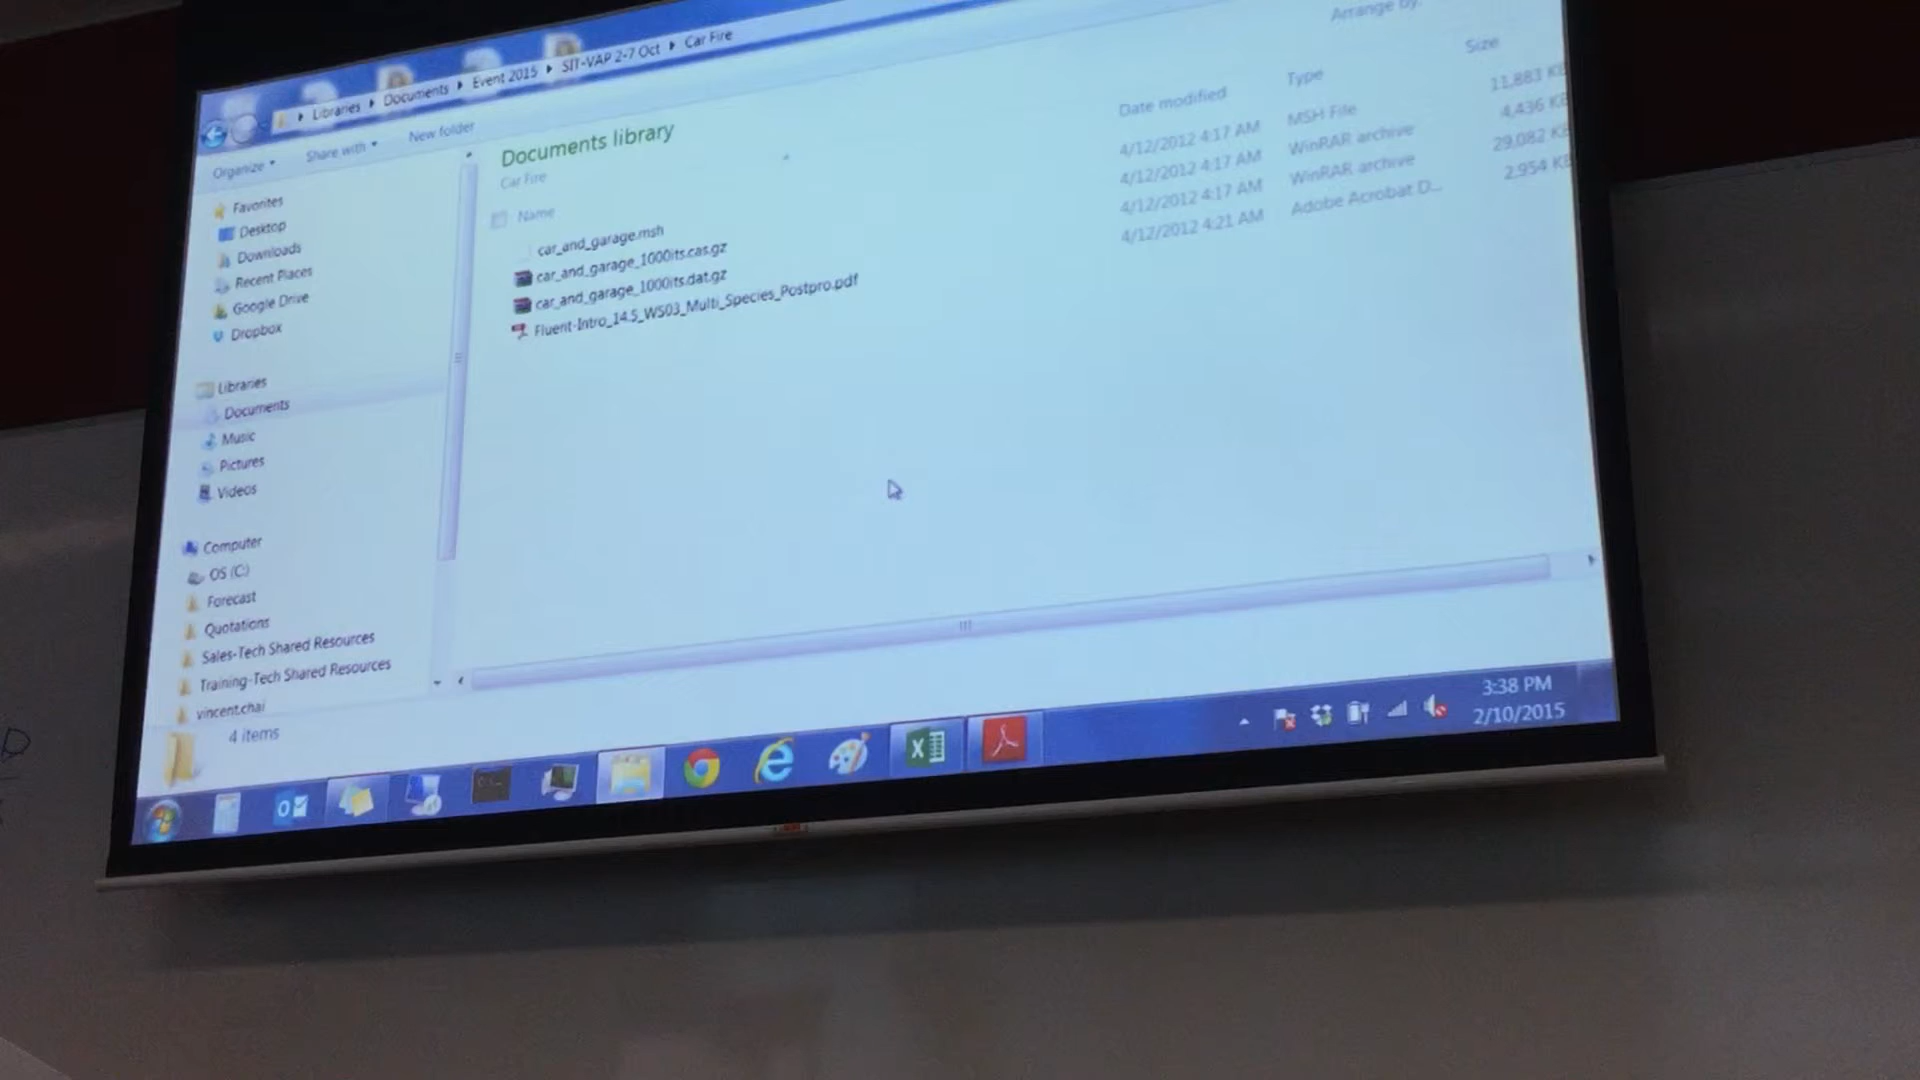 Libraries ▸ Documents ▸ Event 2015 ▸ SIT-VAP 2-7 Oct ▸ Car Fire
Organize Share with New folder
Documents library
Car Fire
Arrange by:
Name Date modified Type Size
car_and_garage.msh 4/12/2012 4:17 AM MSH File 11,883 KB
car_and_garage_1000its.cas.gz 4/12/2012 4:17 AM WinRAR archive 4,436 KB
car_and_garage_1000its.dat.gz 4/12/2012 4:17 AM WinRAR archive 29,082 KB
Fluent-Intro_14.5_WS03_Multi_Species_Postpro.pdf 4/12/2012 4:21 AM Adobe Acrobat D... 2,954 KB
Favorites
Desktop
Downloads
Recent Places
Google Drive
Dropbox
Libraries
Documents
Music
Pictures
Videos
Computer
OS (C:)
Forecast
Quotations
Sales-Tech Shared Resources
Training-Tech Shared Resources
vincent.chai
4 items
3:38 PM
2/10/2015